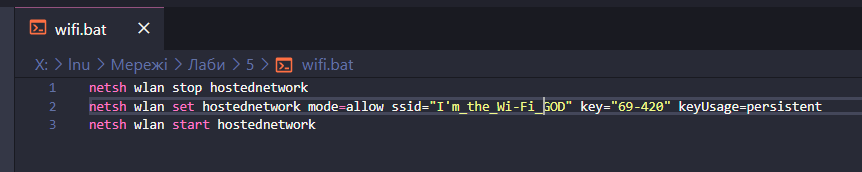 wifi.bat
X: > lnu > Мережі > Лаби > 5 > wifi.bat
1 netsh wlan stop hostednetwork
2 netsh wlan set hostednetwork mode=allow ssid="I'm_the_Wi-Fi_GOD" key="69-420" keyUsage=persistent
3 netsh wlan start hostednetwork